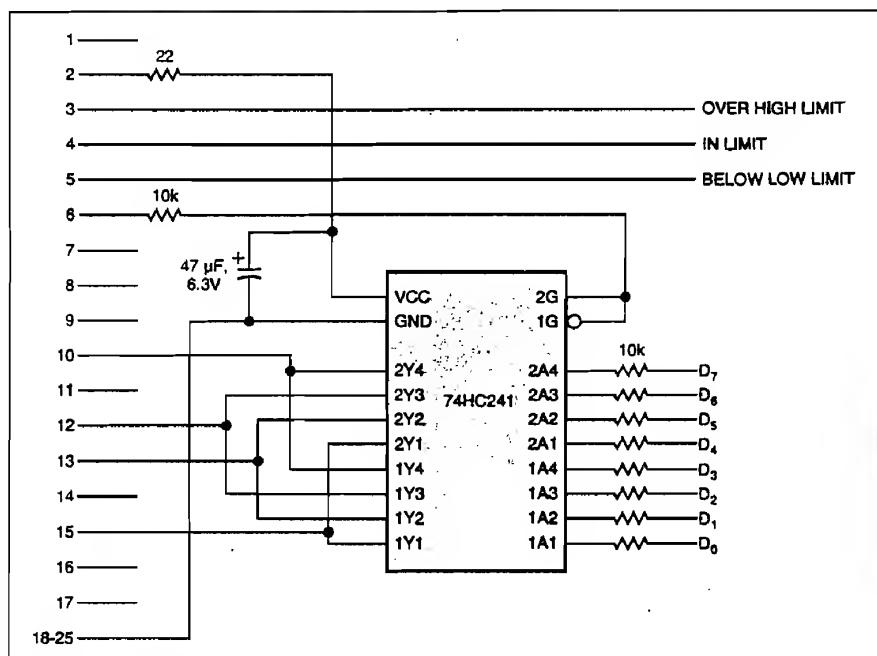 1
22
2
3 OVER HIGH LIMIT
4 IN LIMIT
5 BELOW LOW LIMIT
10k
6
7
47 µF, +
6.3V
8
VCC 2G
9 GND 1G
10
10k
2Y4 2A4 D7
11
2Y3 2A3 D6
74HC241
12
2Y2 2A2 D5
2Y1 2A1 D4
13
1Y4 1A4 D3
14
1Y3 1A3 D2
1Y2 1A2 D1
15
1Y1 1A1 D0
16
17
18-25